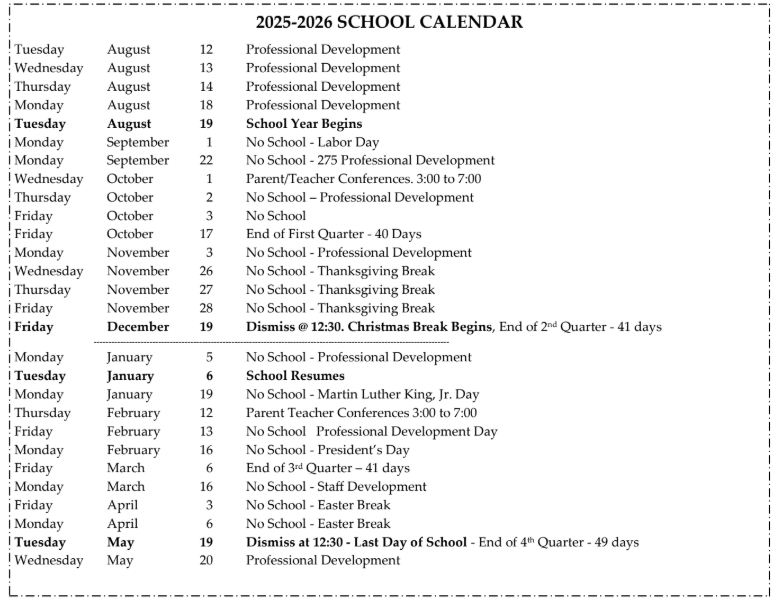 2025-2026 SCHOOL CALENDAR
Tuesday August 12 Professional Development
Wednesday August 13 Professional Development
Thursday August 14 Professional Development
Monday August 18 Professional Development
Tuesday August 19 School Year Begins
Monday September 1 No School - Labor Day
Monday September 22 No School - 275 Professional Development
Wednesday October 1 Parent/Teacher Conferences. 3:00 to 7:00
Thursday October 2 No School – Professional Development
Friday October 3 No School
Friday October 17 End of First Quarter - 40 Days
Monday November 3 No School - Professional Development
Wednesday November 26 No School - Thanksgiving Break
Thursday November 27 No School - Thanksgiving Break
Friday November 28 No School - Thanksgiving Break
Friday December 19 Dismiss @ 12:30. Christmas Break Begins, End of 2nd Quarter - 41 days
Monday January 5 No School - Professional Development
Tuesday January 6 School Resumes
Monday January 19 No School - Martin Luther King, Jr. Day
Thursday February 12 Parent Teacher Conferences 3:00 to 7:00
Friday February 13 No School Professional Development Day
Monday February 16 No School - President's Day
Friday March 6 End of 3rd Quarter – 41 days
Monday March 16 No School - Staff Development
Friday April 3 No School - Easter Break
Monday April 6 No School - Easter Break
Tuesday May 19 Dismiss at 12:30 - Last Day of School - End of 4th Quarter - 49 days
Wednesday May 20 Professional Development